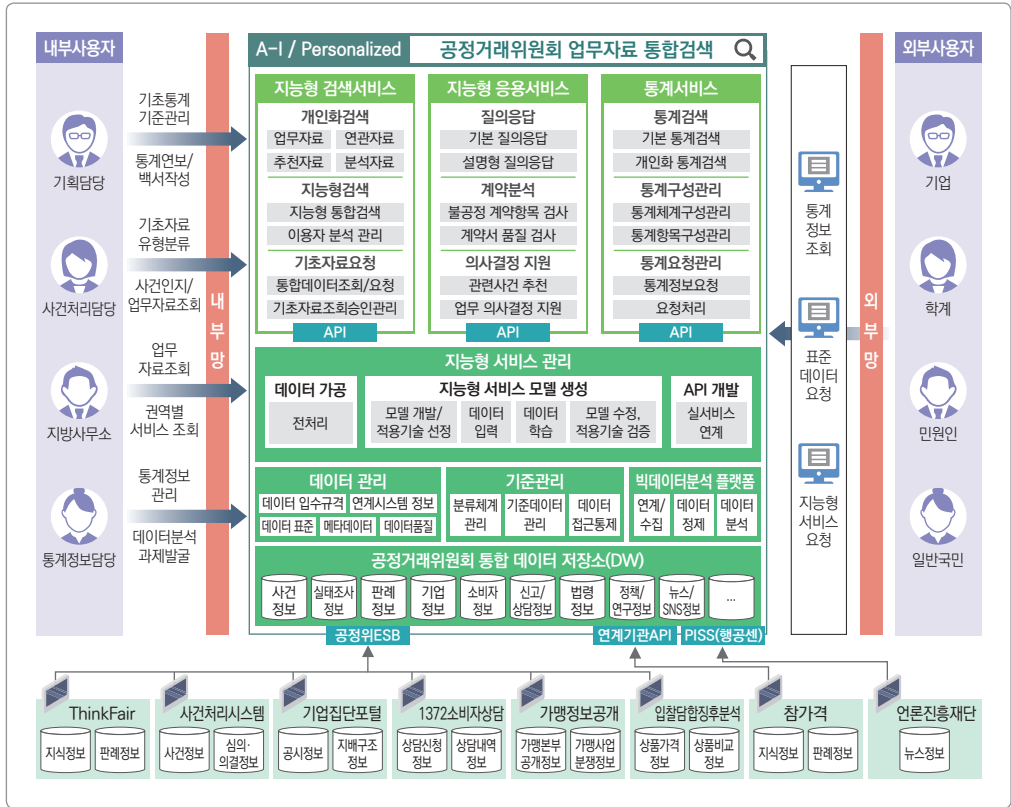 내부사용자
기획담당
사건처리담당
지방사무소
통계정보담당
기초통계
기준관리
통계연보/
백서작성
기초자료
유형분류
사건인지/
업무자료조회
업무
자료조회
권역별
서비스 조회
통계정보
관리
데이터분석
과제발굴
내
부
망
A-I / Personalized 공정거래위원회 업무자료 통합검색
지능형 검색서비스
개인화검색
업무자료 연관자료
추천자료 분석자료
지능형검색
지능형 통합검색
이용자 분석 관리
기초자료요청
통합데이터조회/요청
기초자료조회승인관리
API
지능형 응용서비스
질의응답
기본 질의응답
설명형 질의응답
계약분석
불공정 계약항목 검사
계약서 품질 검사
의사결정 지원
관련사건 추천
업무 의사결정 지원
API
통계서비스
통계검색
기본 통계검색
개인화 통계검색
통계구성관리
통계체계구성관리
통계항목구성관리
통계요청관리
통계정보요청
요청처리
API
지능형 서비스 관리
데이터 가공
전처리
지능형 서비스 모델 생성
모델 개발/
적용기술 선정
데이터
입력
데이터
학습
모델 수정,
적용기술 검증
API 개발
실서비스
연계
데이터 관리
데이터 입수규격 연계시스템 정보
데이터 표준 메타데이터 데이터품질
기준관리
분류체계
관리
기준데이터
관리
데이터
접근통제
빅데이터분석 플랫폼
연계/
수집
데이터
정제
데이터
분석
공정거래위원회 통합 데이터 저장소(DW)
사건
정보
실태조사
정보
판례
정보
기업
정보
소비자
정보
신고/
상담정보
법령
정보
정책/
연구정보
뉴스/
SNS정보
...
공정위ESB
연계기관API
PISS(행공센)
통계
정보
조회
표준
데이터
요청
지능형
서비스
요청
외
부
망
외부사용자
기업
학계
민원인
일반국민
ThinkFair
지식정보 판례정보
사건처리시스템
사건정보
심의·
의결정보
기업집단포털
공시정보
지배구조
정보
1372소비자상담
상담신청
정보
상담내역
정보
가맹정보공개
가맹본부
공개정보
가맹사업
분쟁정보
입찰담합징후분석
상품가격
정보
상품비교
정보
참가격
지식정보 판례정보
언론진흥재단
뉴스정보